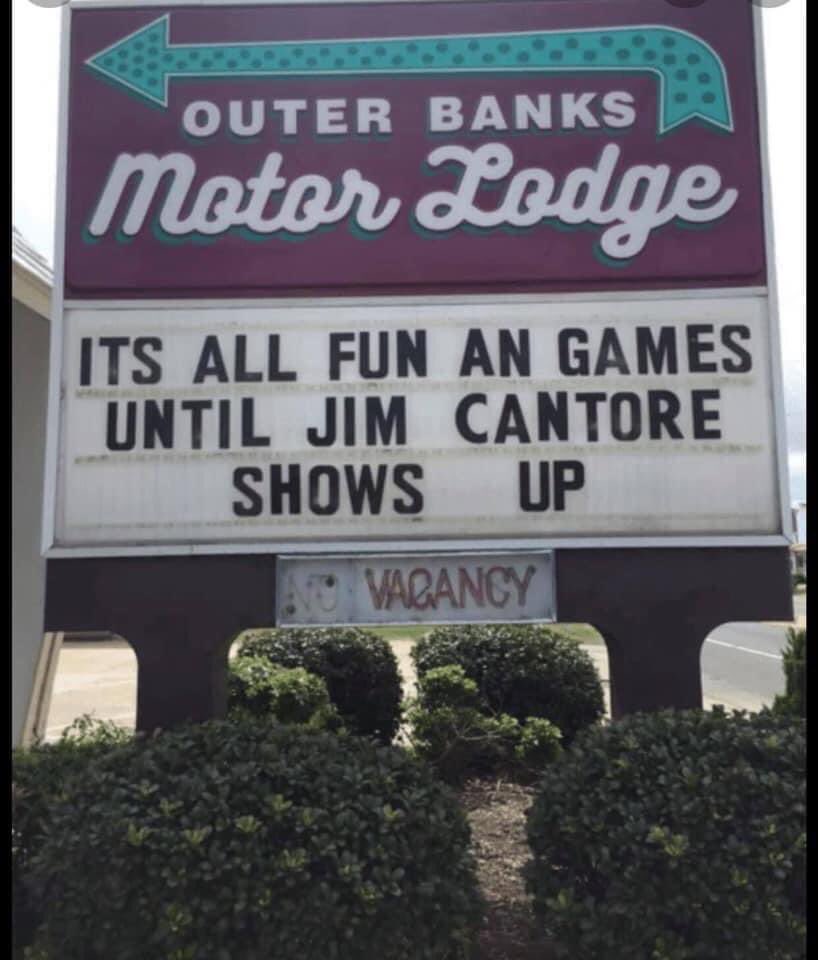 OUTER BANKS
Motor Lodge
ITS ALL FUN AN GAMES
UNTIL JIM CANTORE
SHOWS UP
NO VACANCY